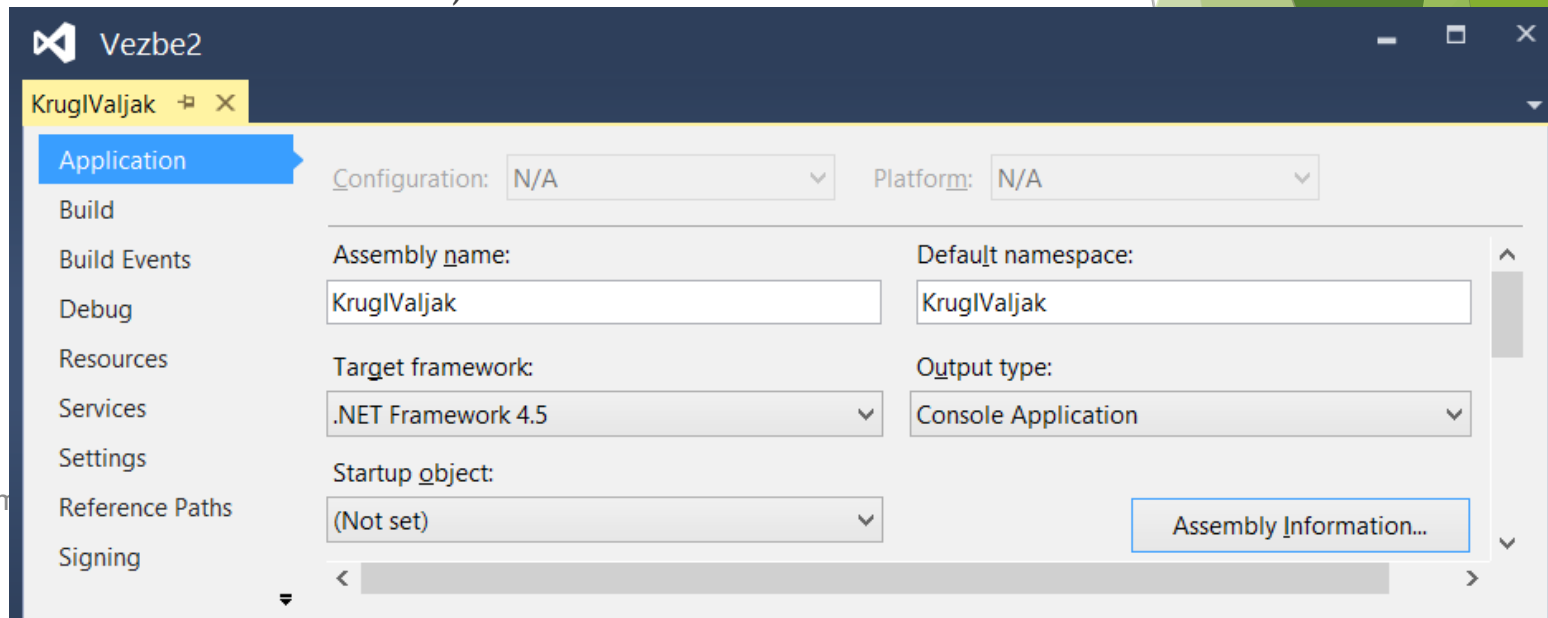 Vezbe2
KrugIValjak
Application
Build
Build Events
Debug
Resources
Services
Settings
Reference Paths
Signing
Configuration: N/A Platform: N/A
Assembly name: Default namespace:
KrugIValjak KrugIValjak
Target framework: Output type:
.NET Framework 4.5 Console Application
Startup object:
(Not set) Assembly Information...